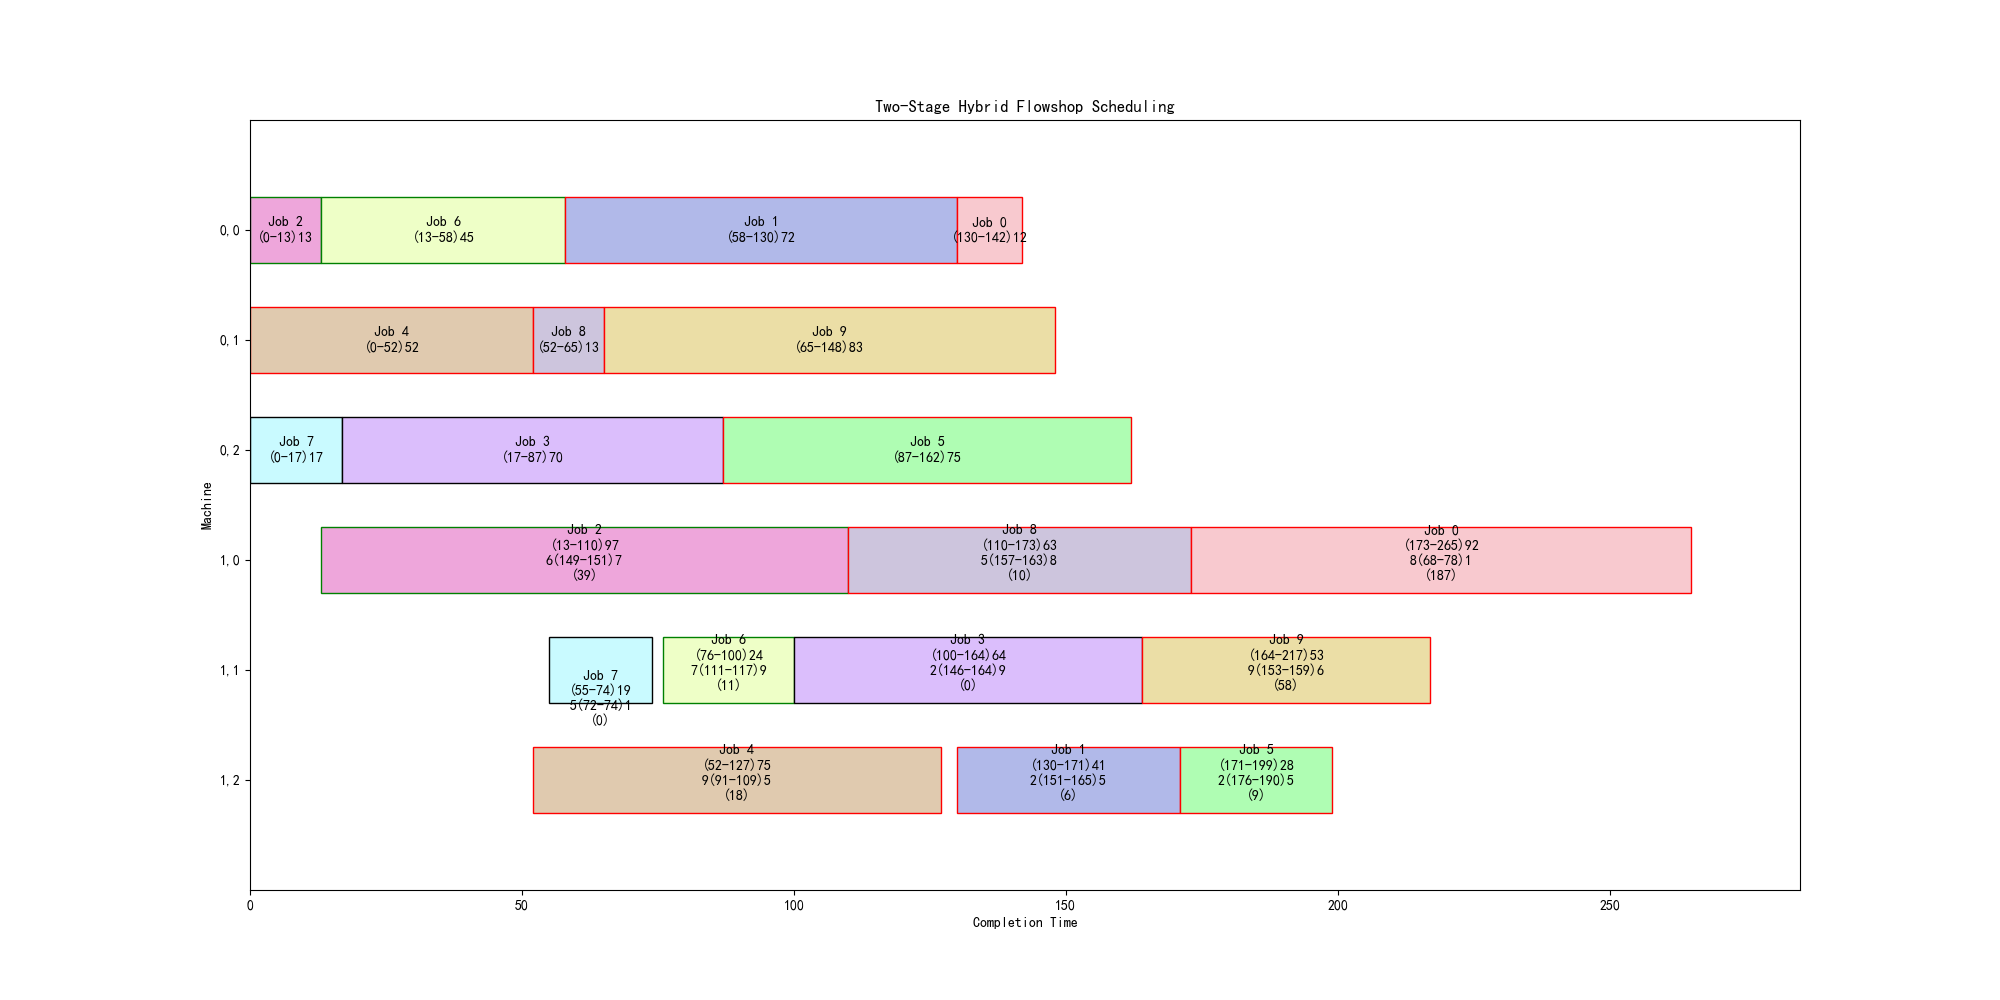 Two-Stage Hybrid Flowshop Scheduling
0,0
Job 2
(0-13)13
Job 6
(13-58)45
Job 1
(58-130)72
Job 0
(130-142)12
0,1
Job 4
(0-52)52
Job 8
(52-65)13
Job 9
(65-148)83
0,2
Job 7
(0-17)17
Job 3
(17-87)70
Job 5
(87-162)75
Machine
1,0
Job 2
(13-110)97
6(149-151)7
(39)
Job 8
(110-173)63
5(157-163)8
(10)
Job 0
(173-265)92
8(68-78)1
(187)
1,1
Job 7
(55-74)19
5(72-74)1
(0)
Job 6
(76-100)24
7(111-117)9
(11)
Job 3
(100-164)64
2(146-164)9
(0)
Job 9
(164-217)53
9(153-159)6
(58)
1,2
Job 4
(52-127)75
9(91-109)5
(18)
Job 1
(130-171)41
2(151-165)5
(6)
Job 5
(171-199)28
2(176-190)5
(9)
0 50 100 150 200 250
Completion Time